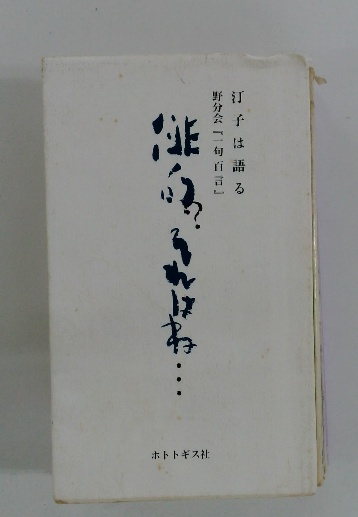 汀子は語る
野分会『一句百言』
俳句、それはね・・・
ホトトギス社